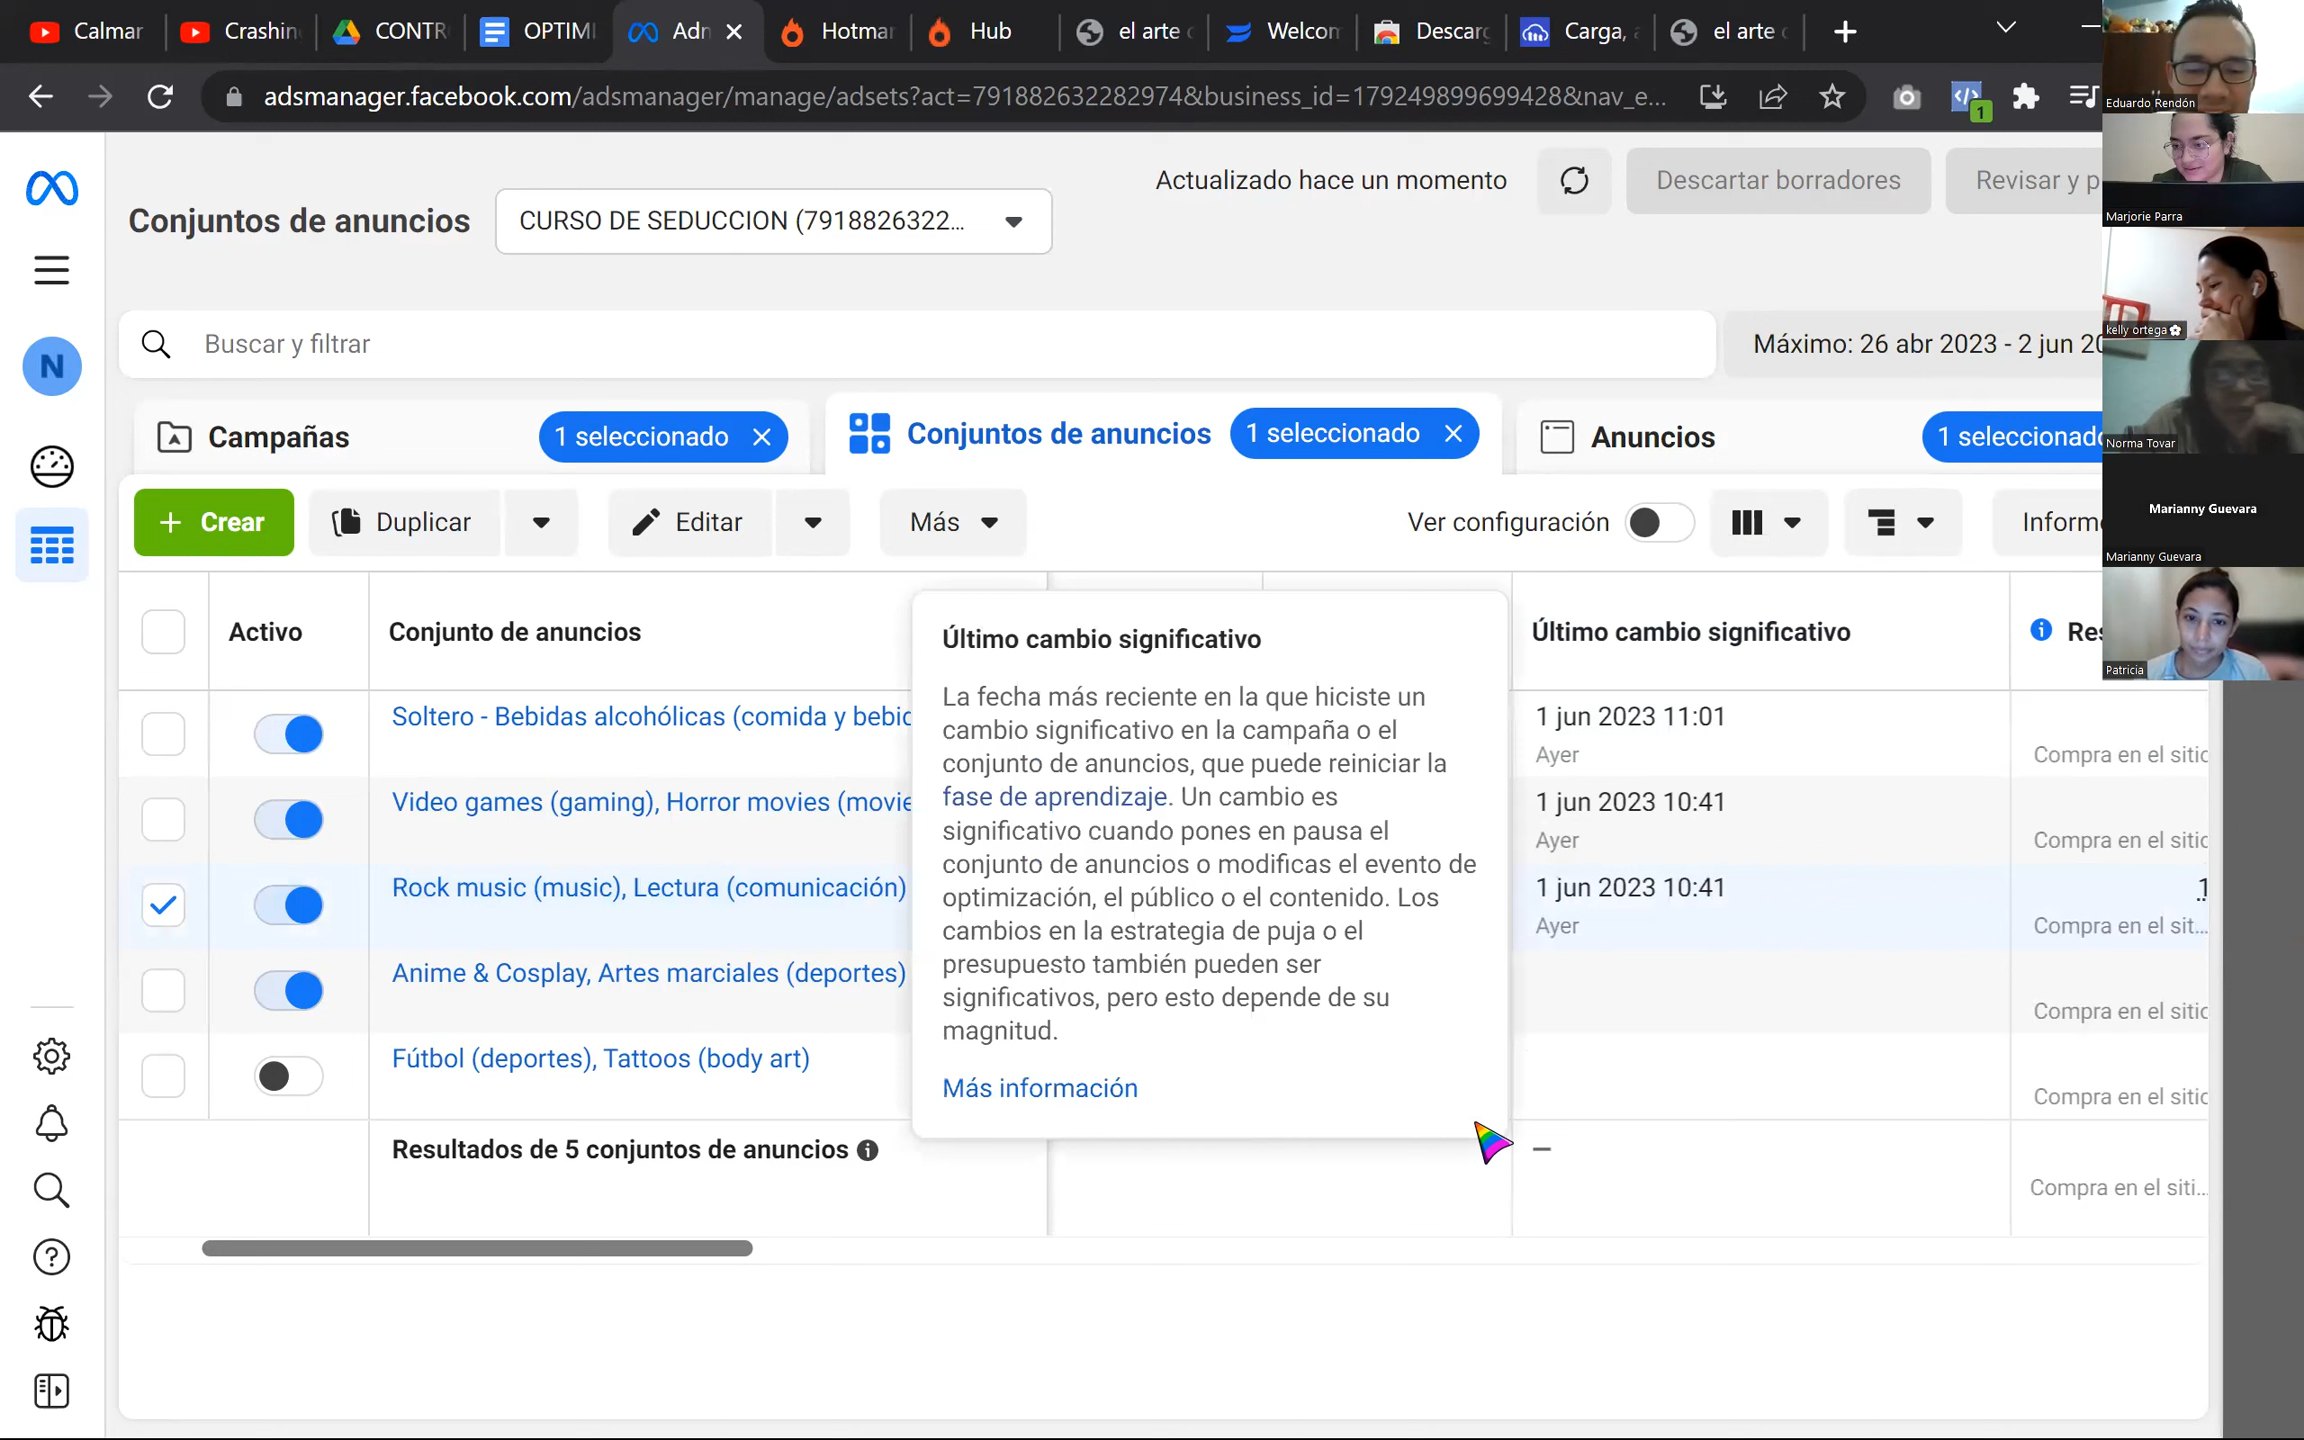 Calmar
Crashin
CONTR
OPTIMI
Adn
Hotmar
Hub
el arte
Welcom
Descarg
Carga, a
el arte
adsmanager.facebook.com/adsmanager/manage/adsets?act=791882632282974&business_id=179249899699428&nav_e...
1
Eduardo Rendón
Marjorie Parra
kelly ortega
Norma Tovar
Marianny Guevara
Marianny Guevara
Patricia
Conjuntos de anuncios
CURSO DE SEDUCCION (7918826322...
Actualizado hace un momento
Descartar borradores
Revisar y p
N
Buscar y filtrar
Máximo: 26 abr 2023 - 2 jun 20
Campañas
1 seleccionado
Conjuntos de anuncios
1 seleccionado
Anuncios
1 seleccionado
+ Crear
Duplicar
Editar
Más
Ver configuración
Inform
Activo
Conjunto de anuncios
Último cambio significativo
Res
Soltero - Bebidas alcohólicas (comida y bebid
1 jun 2023 11:01
Ayer
Compra en el sitio
Video games (gaming), Horror movies (movie
1 jun 2023 10:41
Ayer
Compra en el sitio
Rock music (music), Lectura (comunicación)
1 jun 2023 10:41
1
Ayer
Compra en el sit...
Anime & Cosplay, Artes marciales (deportes)
Compra en el sitio
Fútbol (deportes), Tattoos (body art)
Compra en el sitio
Resultados de 5 conjuntos de anuncios
–
Compra en el siti...
Último cambio significativo
La fecha más reciente en la que hiciste un
cambio significativo en la campaña o el
conjunto de anuncios, que puede reiniciar la
fase de aprendizaje. Un cambio es
significativo cuando pones en pausa el
conjunto de anuncios o modificas el evento de
optimización, el público o el contenido. Los
cambios en la estrategia de puja o el
presupuesto también pueden ser
significativos, pero esto depende de su
magnitud.
Más información